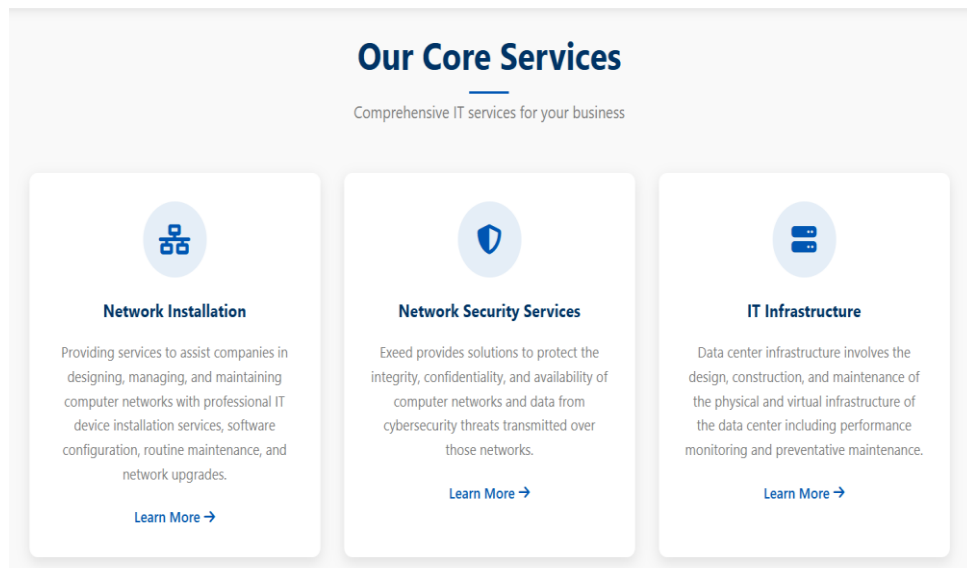 Our Core Services
Comprehensive IT services for your business
Network Installation
Providing services to assist companies in
designing, managing, and maintaining
computer networks with professional IT
device installation services, software
configuration, routine maintenance, and
network upgrades.
Learn More →
Network Security Services
Exeed provides solutions to protect the
integrity, confidentiality, and availability of
computer networks and data from
cybersecurity threats transmitted over
those networks.
Learn More →
IT Infrastructure
Data center infrastructure involves the
design, construction, and maintenance of
the physical and virtual infrastructure of
the data center including performance
monitoring and preventative maintenance.
Learn More →